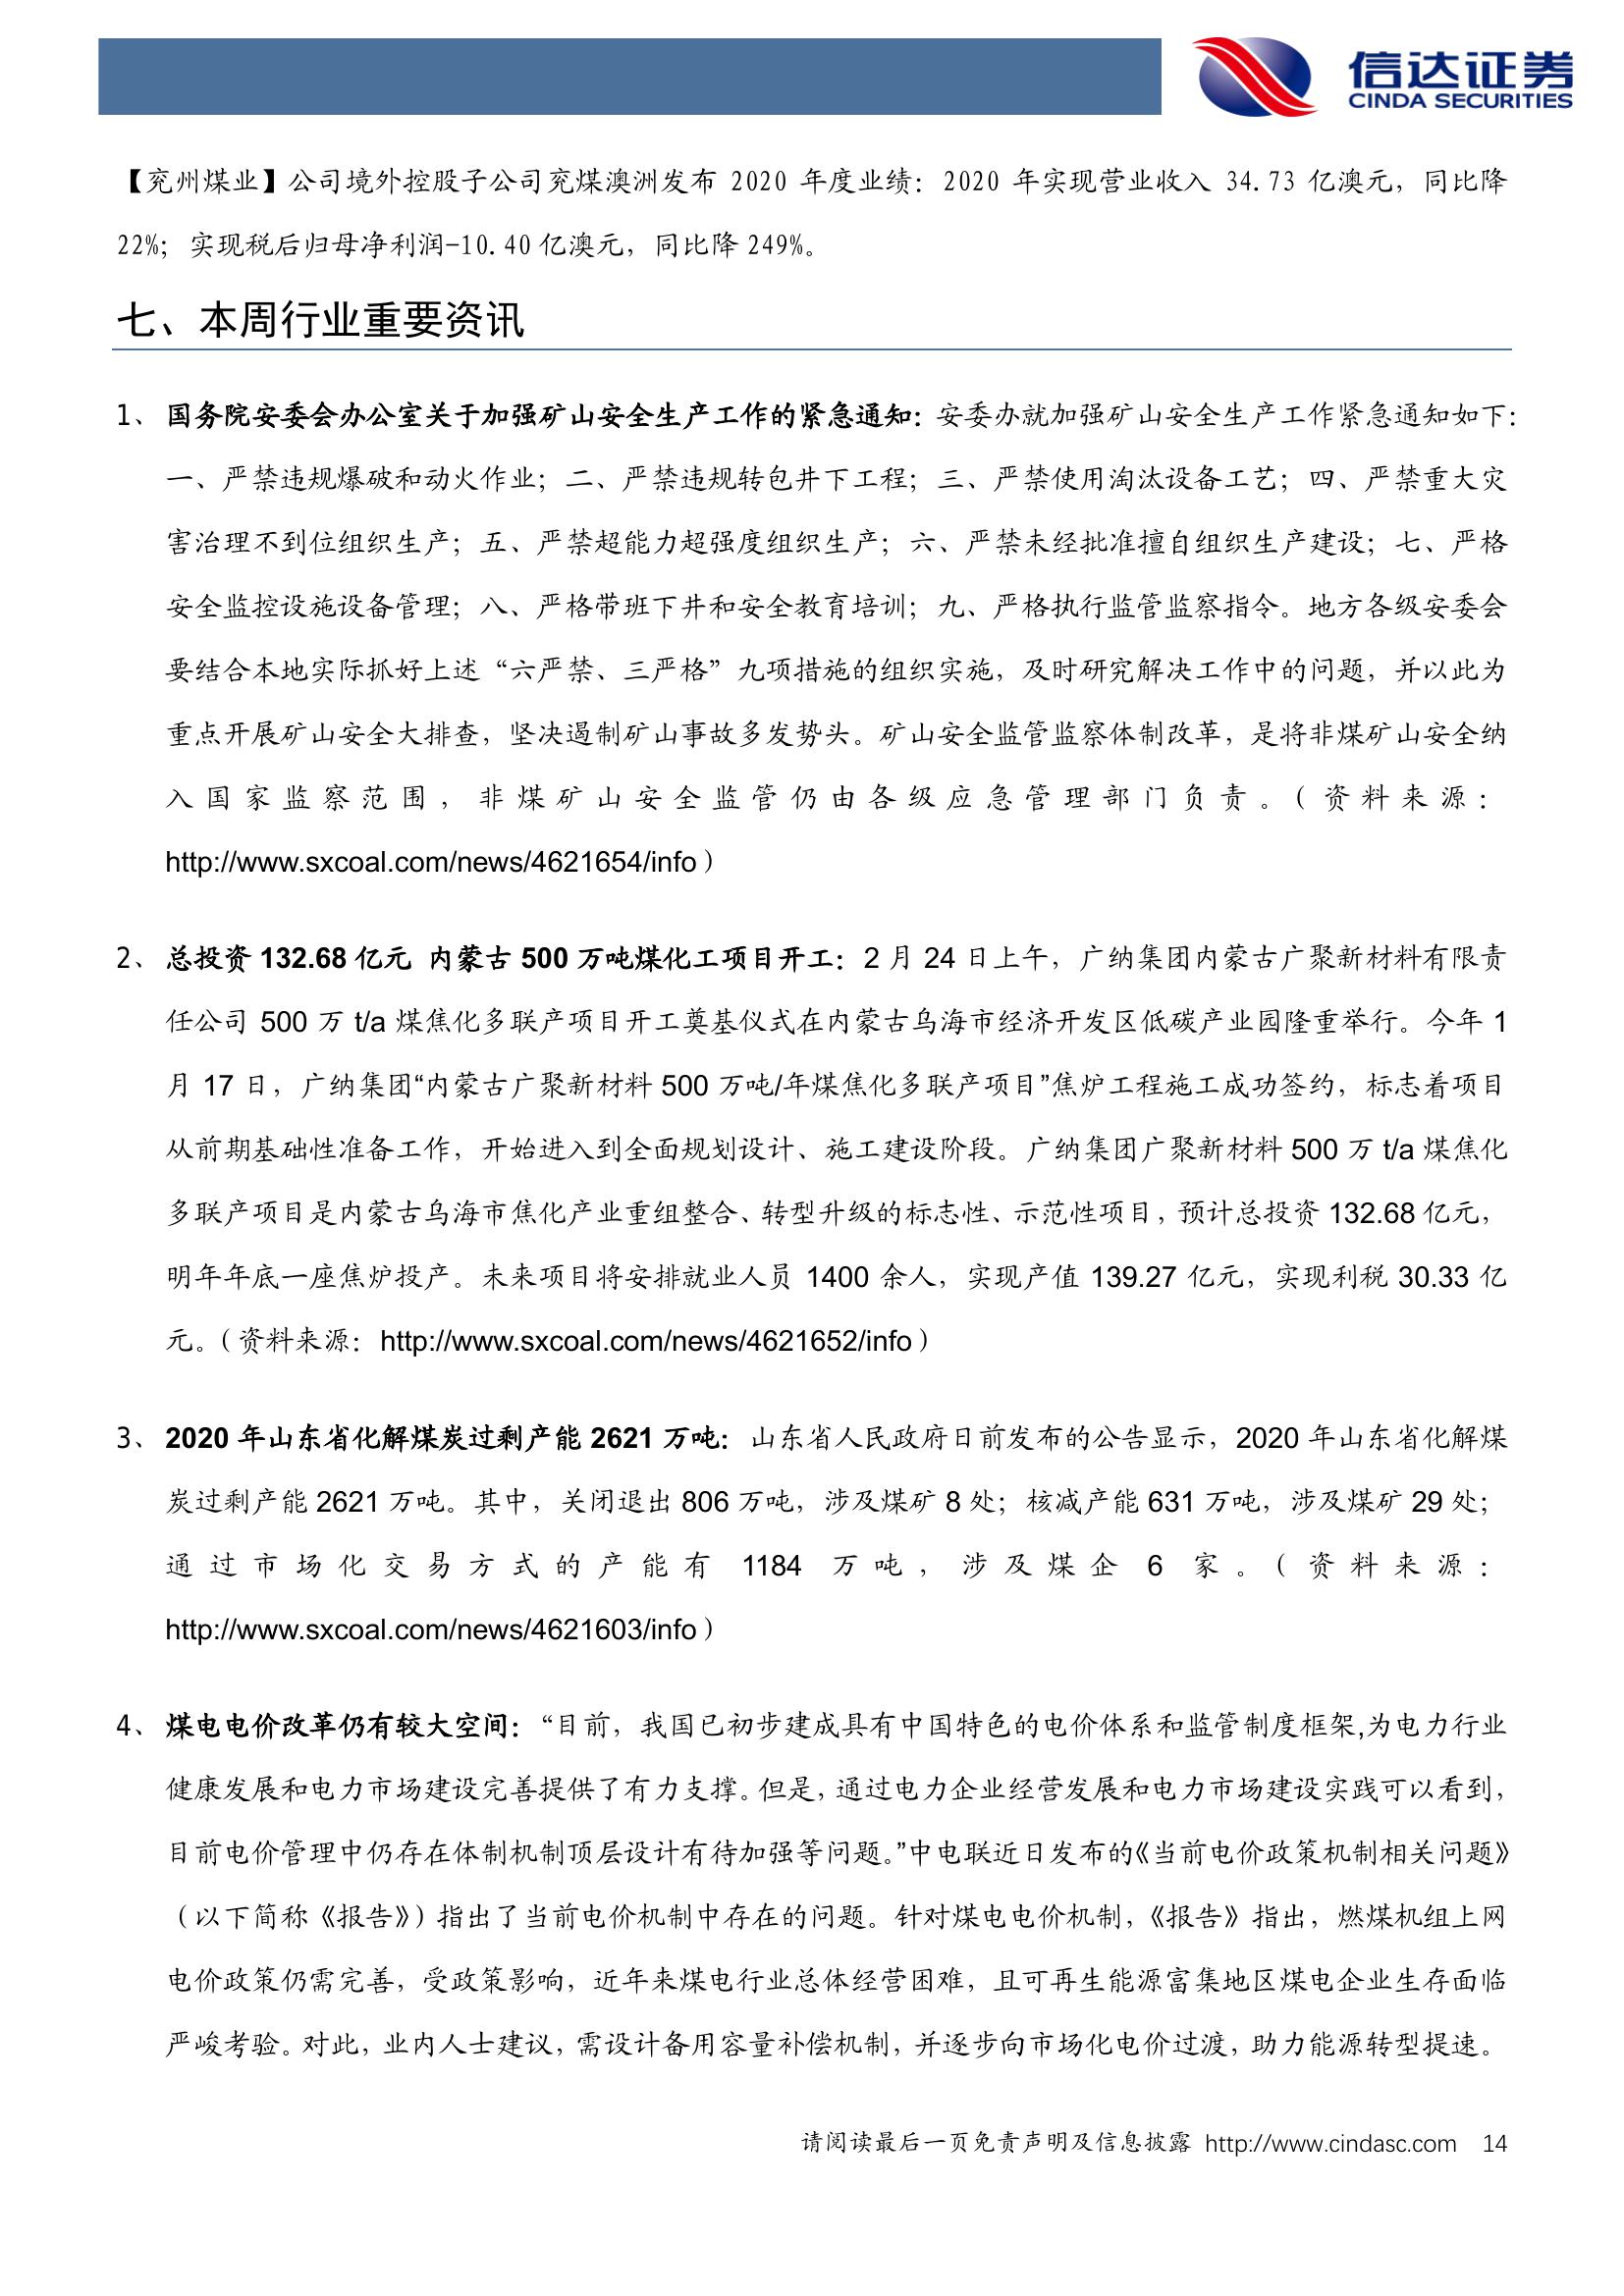 信达证券
CINDA SECURITIES
【兖州煤业】公司境外控股子公司兖煤澳洲发布 2020 年度业绩：2020 年实现营业收入 34.73 亿澳元，同比降
22%；实现税后归母净利润-10.40 亿澳元，同比降 249%。
七、本周行业重要资讯
1、 国务院安委会办公室关于加强矿山安全生产工作的紧急通知：安委办就加强矿山安全生产工作紧急通知如下：
一、严禁违规爆破和动火作业；二、严禁违规转包井下工程；三、严禁使用淘汰设备工艺；四、严禁重大灾
害治理不到位组织生产；五、严禁超能力超强度组织生产；六、严禁未经批准擅自组织生产建设；七、严格
安全监控设施设备管理；八、严格带班下井和安全教育培训；九、严格执行监管监察指令。地方各级安委会
要结合本地实际抓好上述“六严禁、三严格”九项措施的组织实施，及时研究解决工作中的问题，并以此为
重点开展矿山安全大排查，坚决遏制矿山事故多发势头。矿山安全监管监察体制改革，是将非煤矿山安全纳
入国家监察范围，非煤矿山安全监管仍由各级应急管理部门负责。（资料来源：
http://www.sxcoal.com/news/4621654/info）
2、 总投资 132.68 亿元 内蒙古 500 万吨煤化工项目开工：2 月 24 日上午，广纳集团内蒙古广聚新材料有限责
任公司 500 万 t/a 煤焦化多联产项目开工奠基仪式在内蒙古乌海市经济开发区低碳产业园隆重举行。今年 1
月 17 日，广纳集团“内蒙古广聚新材料 500 万吨/年煤焦化多联产项目”焦炉工程施工成功签约，标志着项目
从前期基础性准备工作，开始进入到全面规划设计、施工建设阶段。广纳集团广聚新材料 500 万 t/a 煤焦化
多联产项目是内蒙古乌海市焦化产业重组整合、转型升级的标志性、示范性项目，预计总投资 132.68 亿元，
明年年底一座焦炉投产。未来项目将安排就业人员 1400 余人，实现产值 139.27 亿元，实现利税 30.33 亿
元。（资料来源：http://www.sxcoal.com/news/4621652/info）
3、 2020 年山东省化解煤炭过剩产能 2621 万吨：山东省人民政府日前发布的公告显示，2020 年山东省化解煤
炭过剩产能 2621 万吨。其中，关闭退出 806 万吨，涉及煤矿 8 处；核减产能 631 万吨，涉及煤矿 29 处；
通过市场化交易方式的产能有 1184 万吨，涉及煤企 6 家。（资料来源：
http://www.sxcoal.com/news/4621603/info）
4、 煤电电价改革仍有较大空间：“目前，我国已初步建成具有中国特色的电价体系和监管制度框架,为电力行业
健康发展和电力市场建设完善提供了有力支撑。但是，通过电力企业经营发展和电力市场建设实践可以看到，
目前电价管理中仍存在体制机制顶层设计有待加强等问题。”中电联近日发布的《当前电价政策机制相关问题》
（以下简称《报告》）指出了当前电价机制中存在的问题。针对煤电电价机制，《报告》指出，燃煤机组上网
电价政策仍需完善，受政策影响，近年来煤电行业总体经营困难，且可再生能源富集地区煤电企业生存面临
严峻考验。对此，业内人士建议，需设计备用容量补偿机制，并逐步向市场化电价过渡，助力能源转型提速。
请阅读最后一页免责声明及信息披露 http://www.cindasc.com 14